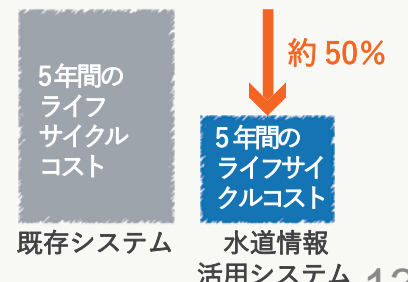 5年間の
ライフ
サイクル
コスト
約50%
5年間の
ライフサイ
クルコスト
既存システム
水道情報
活用システム